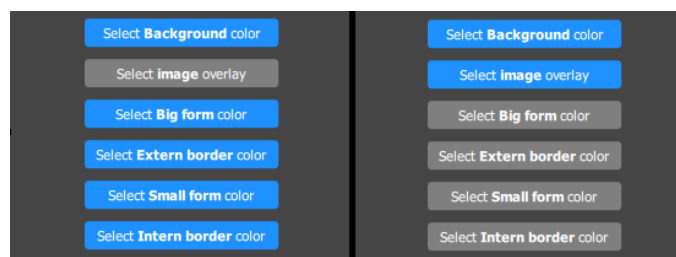 Select Background color
Select image overlay
Select Big form color
Select Extern border color
Select Small form color
Select Intern border color
Select Background color
Select image overlay
Select Big form color
Select Extern border color
Select Small form color
Select Intern border color